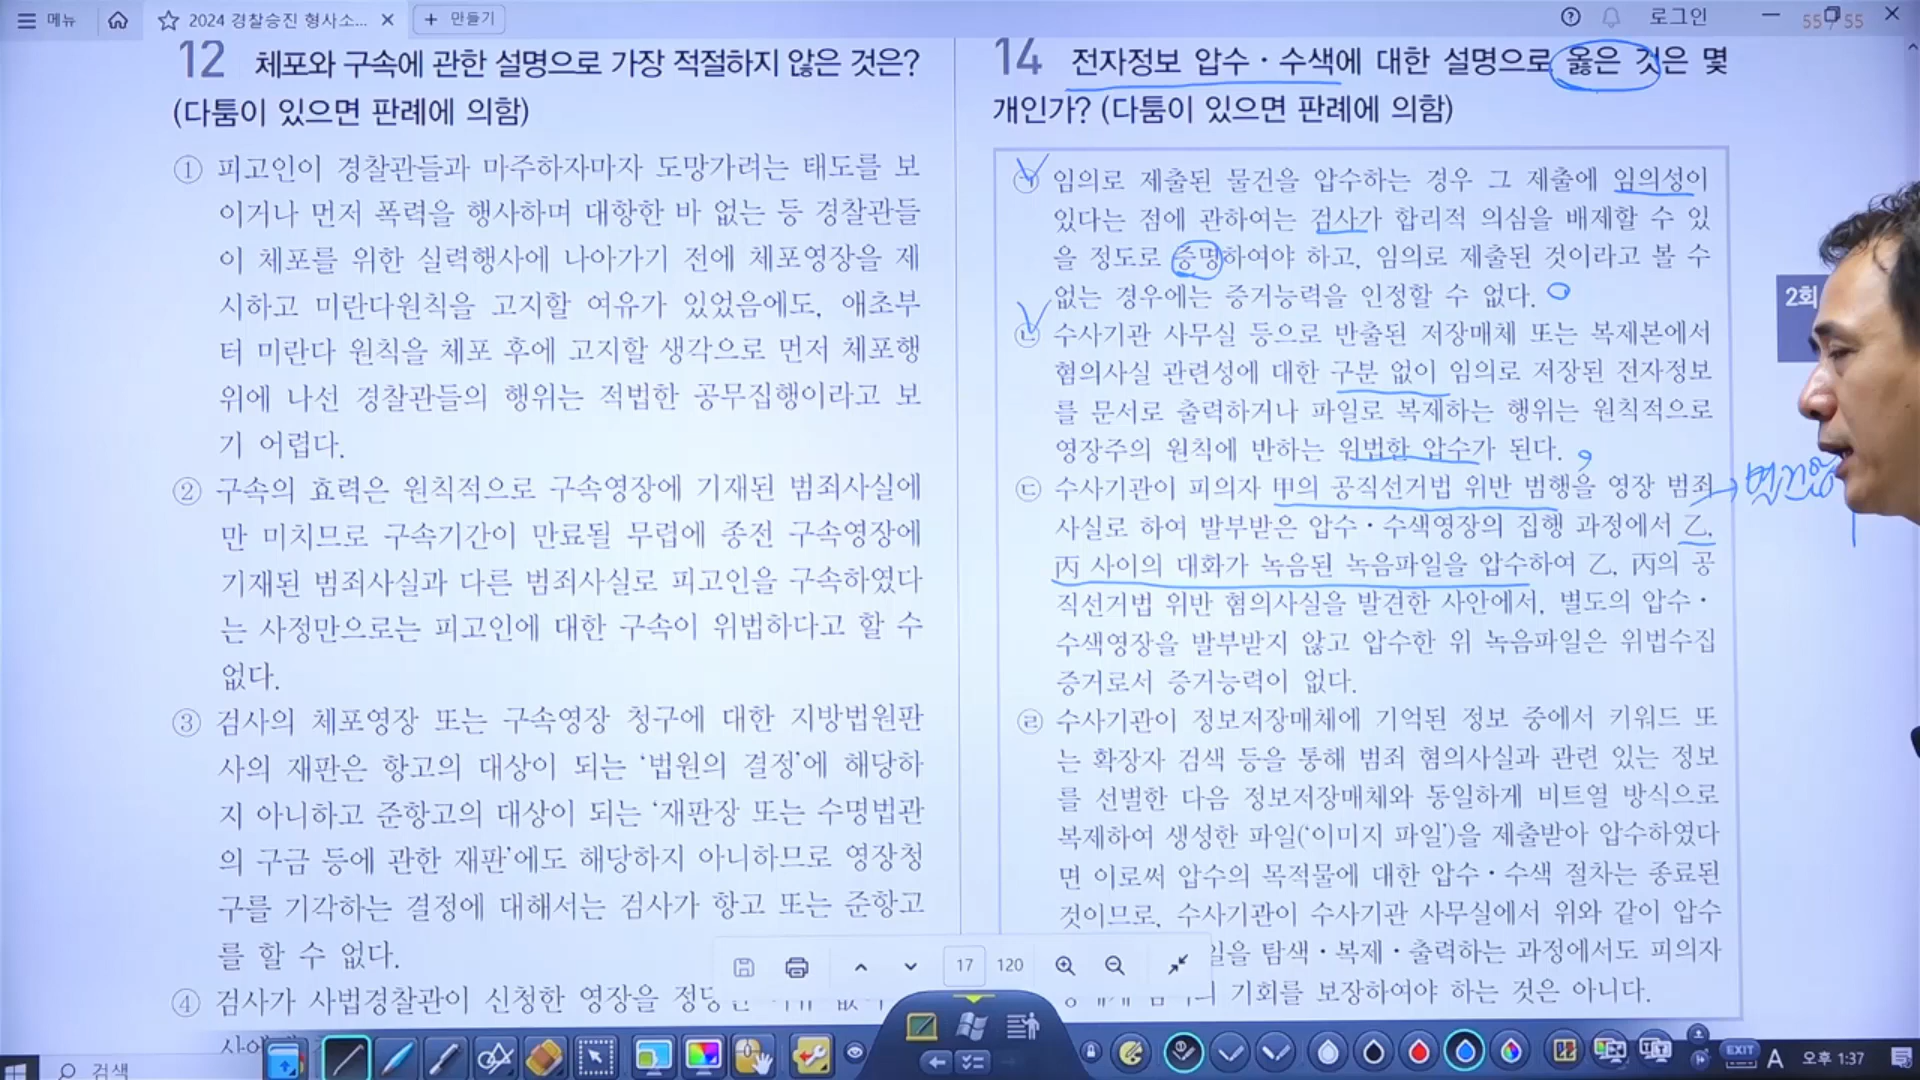 메뉴
2024 경찰승진 형사소...
만들기
로그인
55 / 55
12 체포와 구속에 관한 설명으로 가장 적절하지 않은 것은?
(다툼이 있으면 판례에 의함)
① 피고인이 경찰관들과 마주하자마자 도망가려는 태도를 보
이거나 먼저 폭력을 행사하며 대항한 바 없는 등 경찰관들
이 체포를 위한 실력행사에 나아가기 전에 체포영장을 제
시하고 미란다원칙을 고지할 여유가 있었음에도, 애초부
터 미란다 원칙을 체포 후에 고지할 생각으로 먼저 체포행
위에 나선 경찰관들의 행위는 적법한 공무집행이라고 보
기 어렵다.
② 구속의 효력은 원칙적으로 구속영장에 기재된 범죄사실에
만 미치므로 구속기간이 만료될 무렵에 종전 구속영장에
기재된 범죄사실과 다른 범죄사실로 피고인을 구속하였다
는 사정만으로는 피고인에 대한 구속이 위법하다고 할 수
없다.
③ 검사의 체포영장 또는 구속영장 청구에 대한 지방법원판
사의 재판은 항고의 대상이 되는 ‘법원의 결정’에 해당하
지 아니하고 준항고의 대상이 되는 ‘재판장 또는 수명법관
의 구금 등에 관한 재판’에도 해당하지 아니하므로 영장청
구를 기각하는 결정에 대해서는 검사가 항고 또는 준항고
를 할 수 없다.
④ 검사가 사법경찰관이 신청한 영장을
14 전자정보 압수·수색에 대한 설명으로 옳은 것은 몇
개인가? (다툼이 있으면 판례에 의함)
㉠ 임의로 제출된 물건을 압수하는 경우 그 제출에 임의성이
있다는 점에 관하여는 검사가 합리적 의심을 배제할 수 있
을 정도로 증명하여야 하고, 임의로 제출된 것이라고 볼 수
없는 경우에는 증거능력을 인정할 수 없다.
㉡ 수사기관 사무실 등으로 반출된 저장매체 또는 복제본에서
혐의사실 관련성에 대한 구분 없이 임의로 저장된 전자정보
를 문서로 출력하거나 파일로 복제하는 행위는 원칙적으로
영장주의 원칙에 반하는 위법한 압수가 된다.
㉢ 수사기관이 피의자 甲의 공직선거법 위반 범행을 영장 범죄
사실로 하여 발부받은 압수·수색영장의 집행 과정에서 乙,
丙 사이의 대화가 녹음된 녹음파일을 압수하여 乙, 丙의 공
직선거법 위반 혐의사실을 발견한 사안에서, 별도의 압수·
수색영장을 발부받지 않고 압수한 위 녹음파일은 위법수집
증거로서 증거능력이 없다.
㉣ 수사기관이 정보저장매체에 기억된 정보 중에서 키워드 또
는 확장자 검색 등을 통해 범죄 혐의사실과 관련 있는 정보
를 선별한 다음 정보저장매체와 동일하게 비트열 방식으로
복제하여 생성한 파일(‘이미지 파일’)을 제출받아 압수하였다
면 이로써 압수의 목적물에 대한 압수·수색 절차는 종료된
것이므로, 수사기관이 수사기관 사무실에서 위와 같이 압수
일을 탐색·복제·출력하는 과정에서도 피의자
기회를 보장하여야 하는 것은 아니다.
2회
17 120
검색
EXIT
A
오후 1:37